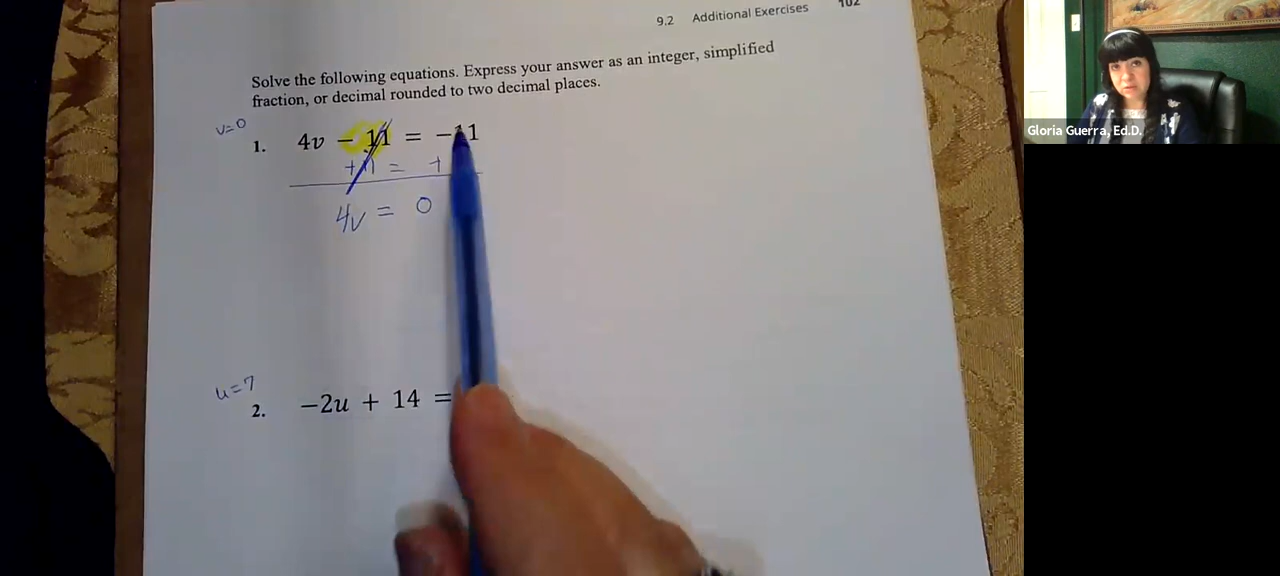 9.2 Additional Exercises 102
Gloria Guerra, Ed.D.
Solve the following equations. Express your answer as an integer, simplified
fraction, or decimal rounded to two decimal places.
v=0
1. 4v − 11 = −11
+11 = +
4v = 0
u=7
2. −2u + 14 =